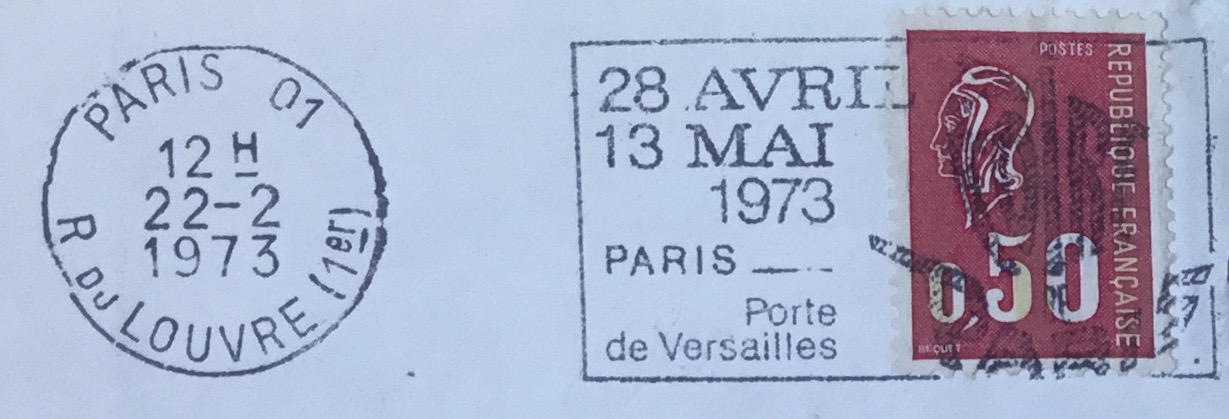 PARIS 01
12 H
22-2
1973
R DU LOUVRE (1er)
28 AVRIL
13 MAI
1973
PARIS
Porte
de Versailles
POSTES
REPUBLIQUE FRANÇAISE
0,50
BEQUET